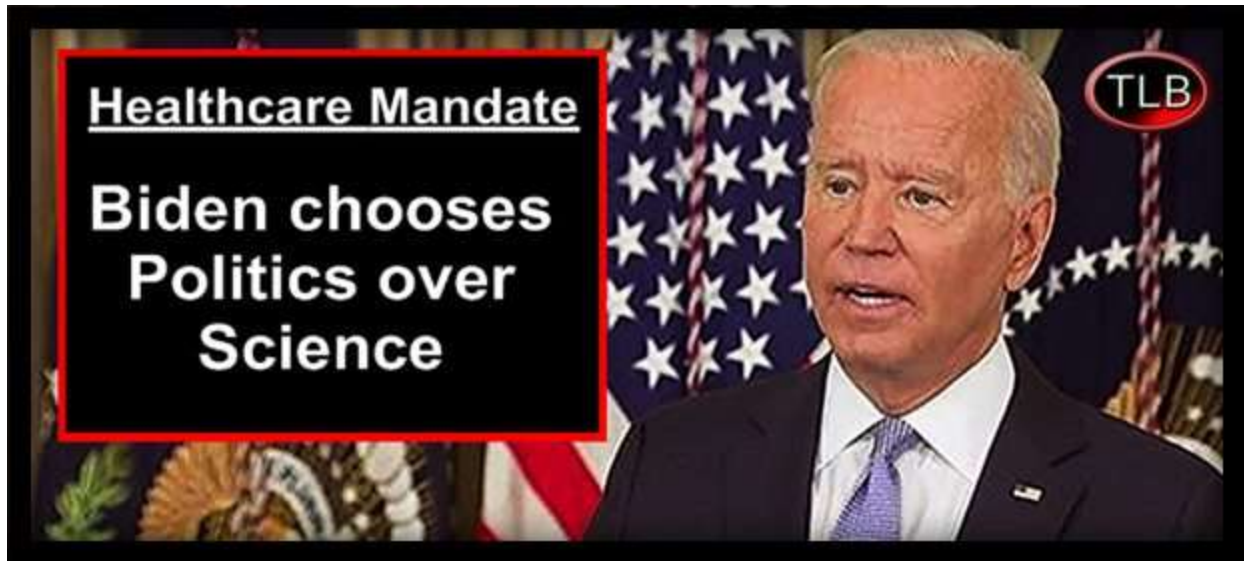 Healthcare Mandate
Biden chooses
Politics over
Science
TLB